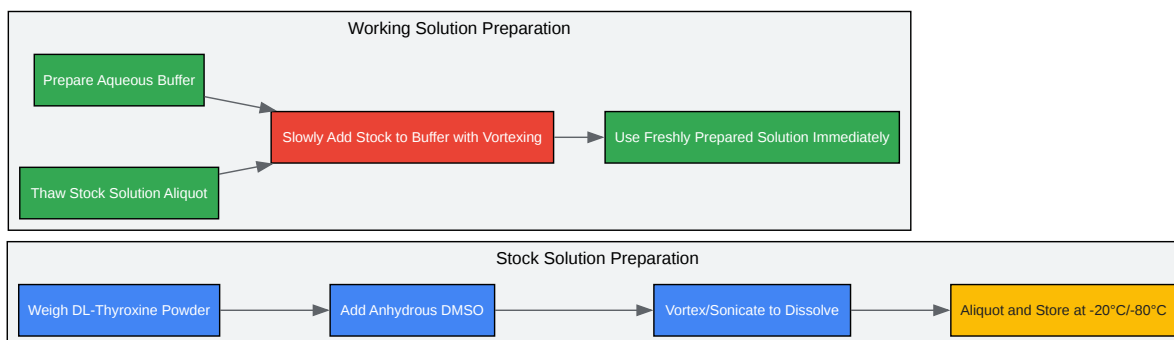 Working Solution Preparation
Prepare Aqueous Buffer
Thaw Stock Solution Aliquot
Slowly Add Stock to Buffer with Vortexing
Use Freshly Prepared Solution Immediately
Stock Solution Preparation
Weigh DL-Thyroxine Powder
Add Anhydrous DMSO
Vortex/Sonicate to Dissolve
Aliquot and Store at -20°C/-80°C